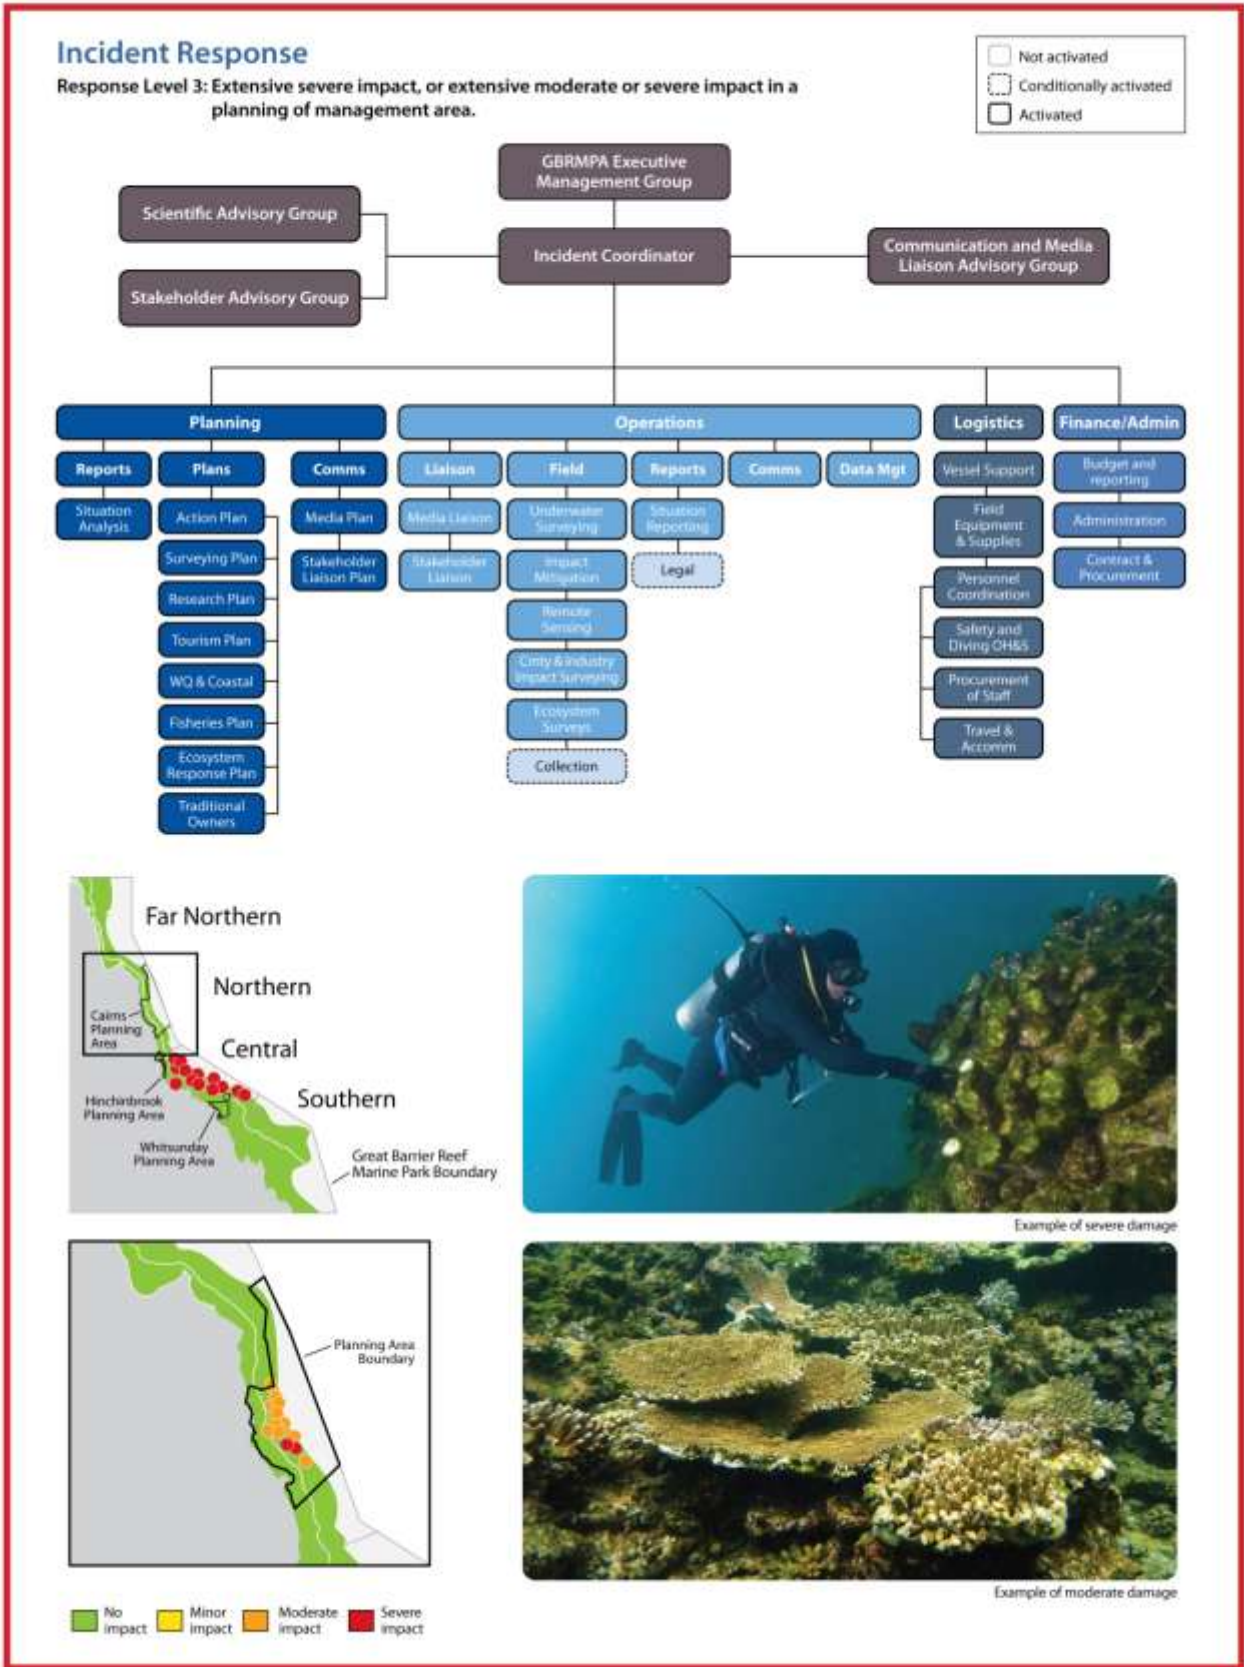 Incident Response
Response Level 3: Extensive severe impact, or extensive moderate or severe impact in a
planning of management area.
Not activated
Conditionally activated
Activated
GBRMPA Executive
Management Group
Scientific Advisory Group
Incident Coordinator
Communication and Media
Liaison Advisory Group
Stakeholder Advisory Group
Planning
Operations
Logistics
Finance/Admin
Reports
Plans
Comms
Liaison
Field
Reports
Comms
Data Mgt
Vessel Support
Budget and
reporting
Situation
Analysis
Action Plan
Surveying Plan
Research Plan
Tourism Plan
WQ & Coastal
Fisheries Plan
Ecosystem
Response Plan
Traditional
Owners
Media Plan
Stakeholder
Liaison Plan
Media Liaison
Stakeholder
Liaison
Underwater
Surveying
Impact
Mitigation
Remote
Sensing
Cmty & Industry
Impact Surveying
Ecosystem
Surveys
Collection
Situation
Reporting
Legal
Field
Equipment
& Supplies
Personnel
Coordination
Safety and
Diving OH&S
Procurement
of Staff
Travel &
Accomm
Administration
Contract &
Procurement
Far Northern
Northern
Cairns
Planning
Area
Central
Southern
Hinchinbrook
Planning Area
Whitsunday
Planning Area
Great Barrier Reef
Marine Park Boundary
Example of severe damage
Planning Area
Boundary
Example of moderate damage
No
impact
Minor
impact
Moderate
impact
Severe
impact